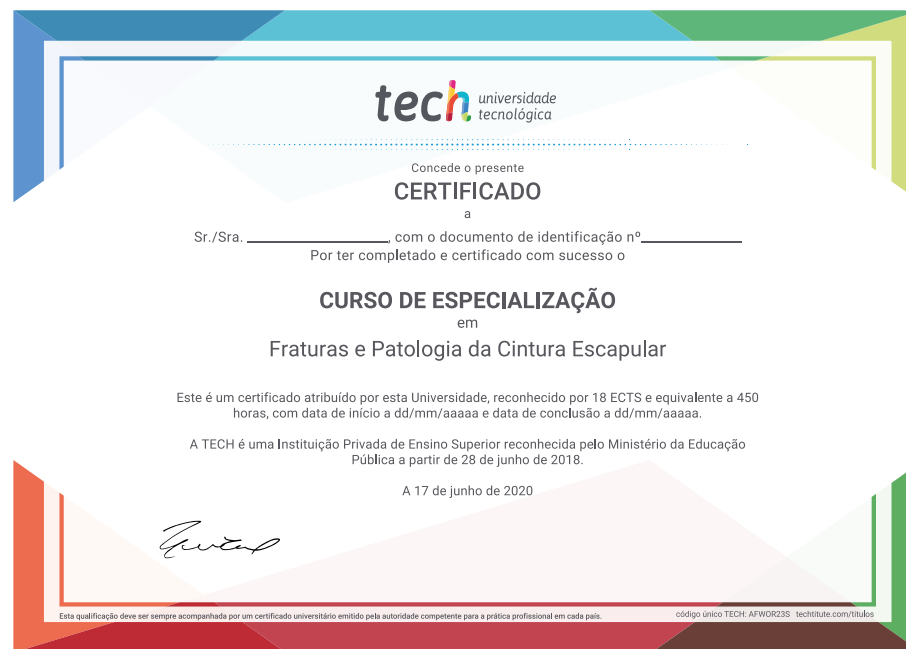 tech universidade
tecnológica
Concede o presente
CERTIFICADO
a
Sr./Sra. ____________, com o documento de identificação nº____________
Por ter completado e certificado com sucesso o
CURSO DE ESPECIALIZAÇÃO
em
Fraturas e Patologia da Cintura Escapular
Este é um certificado atribuído por esta Universidade, reconhecido por 18 ECTS e equivalente a 450
horas, com data de início a dd/mm/aaaaa e data de conclusão a dd/mm/aaaaa.
A TECH é uma Instituição Privada de Ensino Superior reconhecida pelo Ministério da Educação
Pública a partir de 28 de junho de 2018.
A 17 de junho de 2020
Esta qualificação deve ser sempre acompanhada por um certificado universitário emitido pela autoridade competente para a prática profissional em cada país.
código único TECH: AFWOR23S techtitute.com/titulos